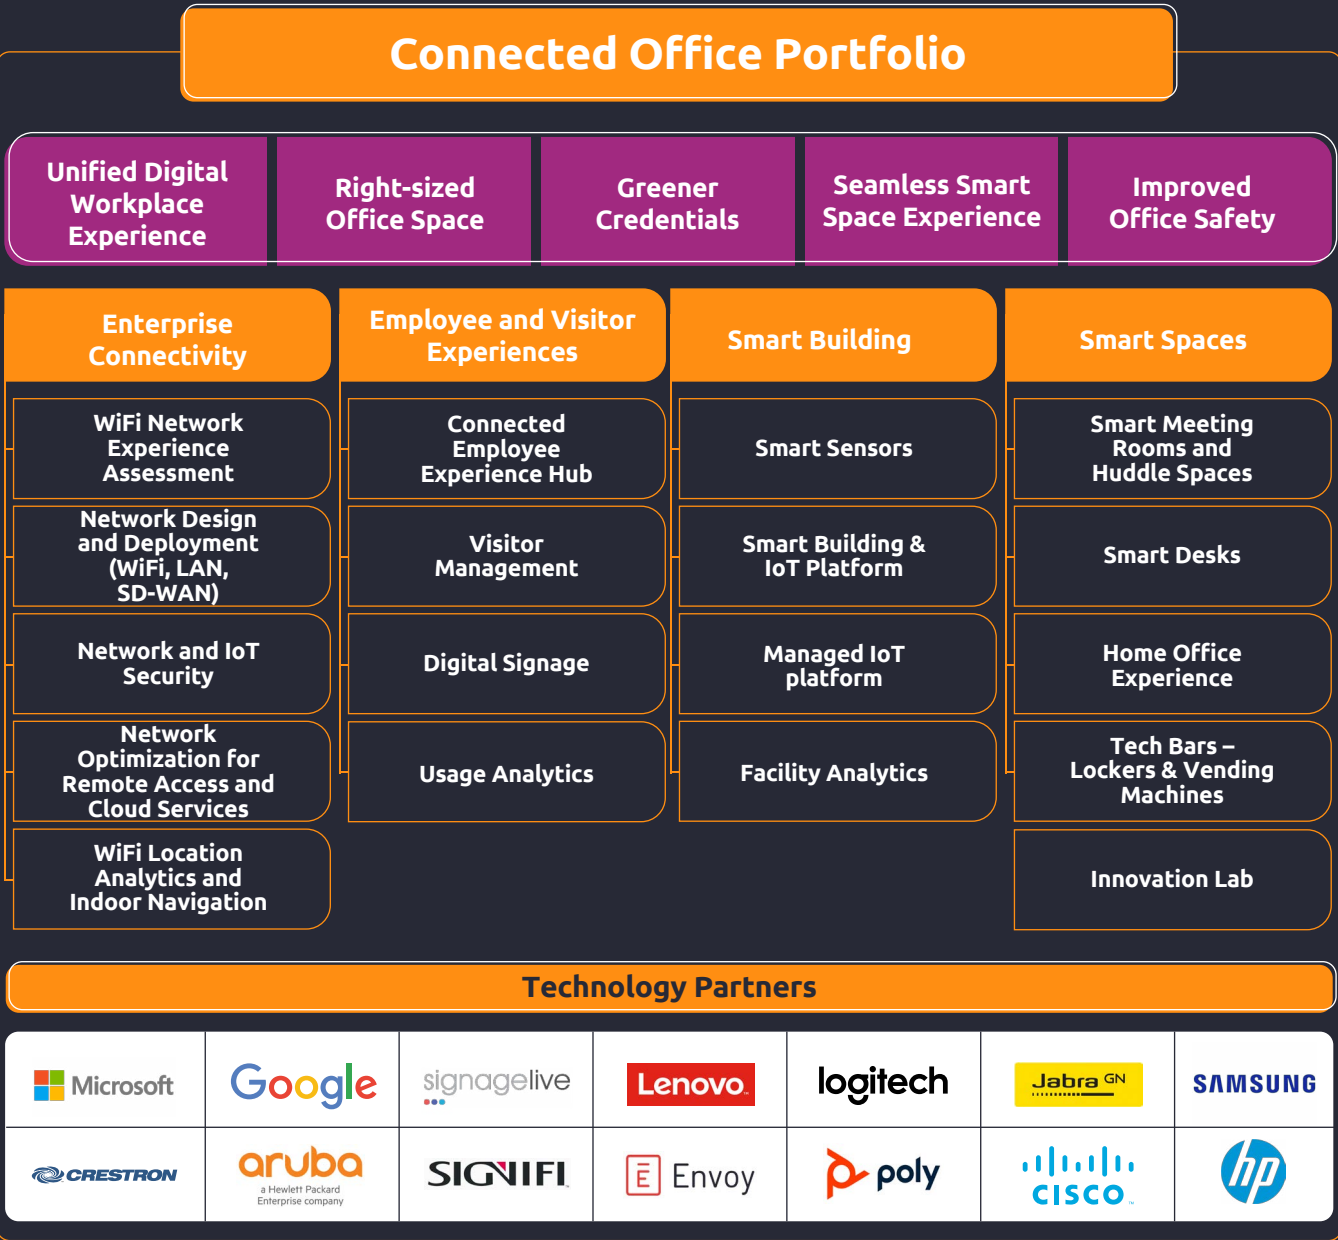 Connected Office Portfolio
Unified Digital
Workplace
Experience
Right-sized
Office Space
Greener
Credentials
Seamless Smart
Space Experience
Improved
Office Safety
Enterprise
Connectivity
WiFi Network
Experience
Assessment
Network Design
and Deployment
(WiFi, LAN,
SD-WAN)
Network and IoT
Security
Network
Optimization for
Remote Access and
Cloud Services
WiFi Location
Analytics and
Indoor Navigation
Employee and Visitor
Experiences
Connected
Employee
Experience Hub
Visitor
Management
Digital Signage
Usage Analytics
Smart Building
Smart Sensors
Smart Building &
IoT Platform
Managed IoT
platform
Facility Analytics
Smart Spaces
Smart Meeting
Rooms and
Huddle Spaces
Smart Desks
Home Office
Experience
Tech Bars –
Lockers & Vending
Machines
Innovation Lab
Technology Partners
Microsoft
Google
signagelive
Lenovo
logitech
Jabra GN
SAMSUNG
CRESTRON
aruba
a Hewlett Packard
Enterprise company
SIGNIFI
Envoy
poly
CISCO
hp